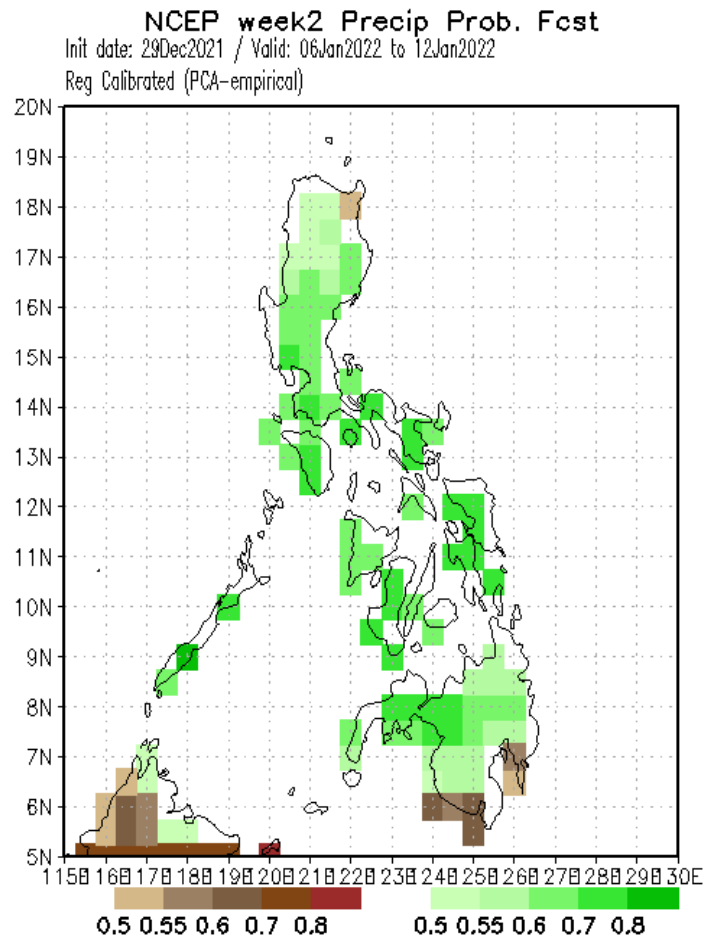 NCEP week2 Precip Prob. Fcst
Init date: 29Dec2021 / Valid: 06Jan2022 to 12Jan2022
Reg Calibrated (PCA-empirical)
20N
19N
18N
17N
16N
15N
14N
13N
12N
11N
10N
9N
8N
7N
6N
5N
115E 116E 117E 118E 119E 120E 121E 122E 123E 124E 125E 126E 127E 128E 129E 130E
0.5 0.55 0.6 0.7 0.8 0.5 0.55 0.6 0.7 0.8